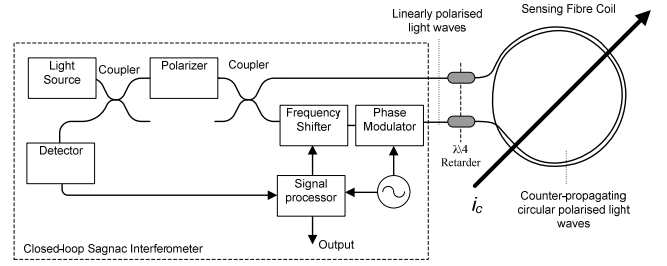 Sensing Fibre Coil
Linearly polarised
light waves
Light
Source
Coupler
Polarizer
Coupler
Frequency
Shifter
Phase
Modulator
λ/4
Retarder
Detector
Signal
processor
i_c
Counter-propagating
circular polarised light
waves
Output
Closed-loop Sagnac Interferometer